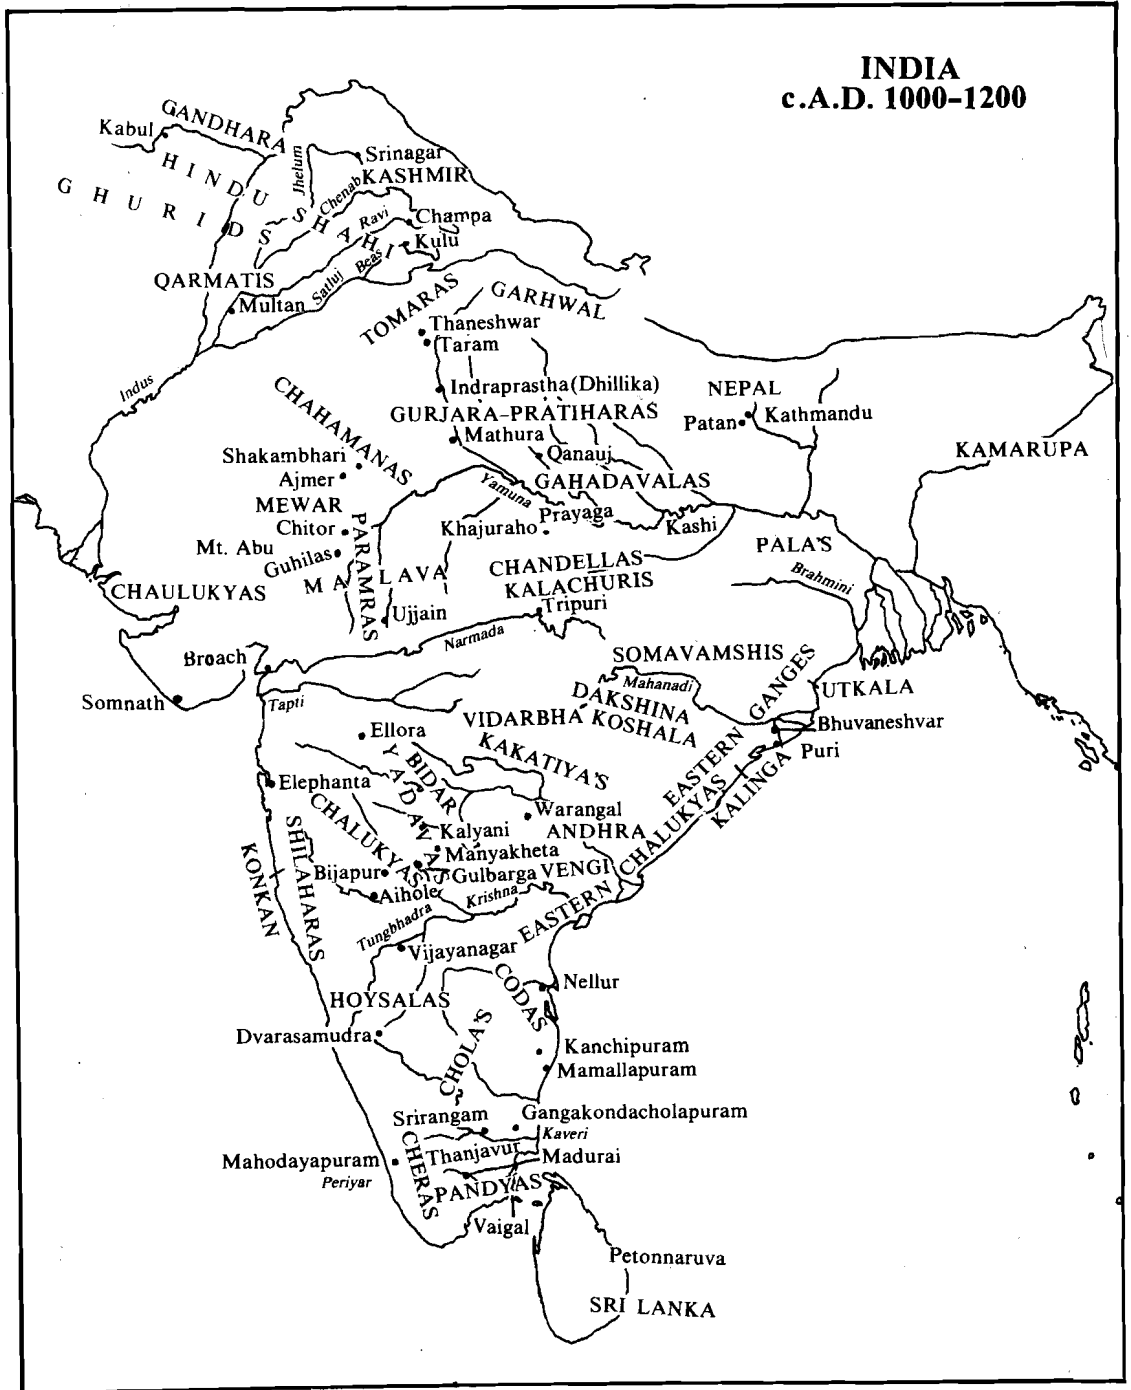 INDIA
c.A.D. 1000-1200
GANDHARA
Kabul
HINDU SHAHI
GHURIDS
Jhelum
Srinagar
KASHMIR
Chenab
Ravi
Champa
Kulu
Beas
Satluj
QARMATIS
Multan
TOMARAS
GARHWAL
Thaneshwar
Taram
Indus
CHAHAMANAS
Indraprastha (Dhillika)
NEPAL
GURJARA-PRATIHARAS
Patan
Kathmandu
Mathura
KAMARUPA
Shakambhari
Qanauj
Ajmer
GAHADAVALAS
Yamuna
MEWAR
Prayaga
Chitor
PARAMRAS
Khajuraho
Kashi
Mt. Abu
Guhilas
PALA'S
CHANDELLAS
MALAVA
KALACHURIS
Brahmini
CHAULUKYAS
Tripuri
Ujjain
Narmada
Broach
SOMAVAMSHIS
Mahanadi
Somnath
Tapti
UTKALA
DAKSHINA
KOSHALA
VIDARBHA
EASTERN GANGES
Bhuvaneshvar
Ellora
KAKATIYA'S
Puri
YADAVAS
BIDAR
KALINGA
Elephanta
CHALUKYAS
Warangal
SHILAHARAS
Kalyani
ANDHRA
KONKAN
Manyakheta
Bijapur
Gulbarga
VENGI
EASTERN CHALUKYAS
Aihole
Krishna
Tungbhadra
Vijayanagar
CODAS
Nellur
HOYSALAS
Dvarasamudra
CHOLA'S
Kanchipuram
Mamallapuram
Srirangam
Gangakondacholapuram
Kaveri
CHERAS
Thanjavur
Madurai
Mahodayapuram
Periyar
PANDYAS
Vaigal
Petonnaruva
SRI LANKA